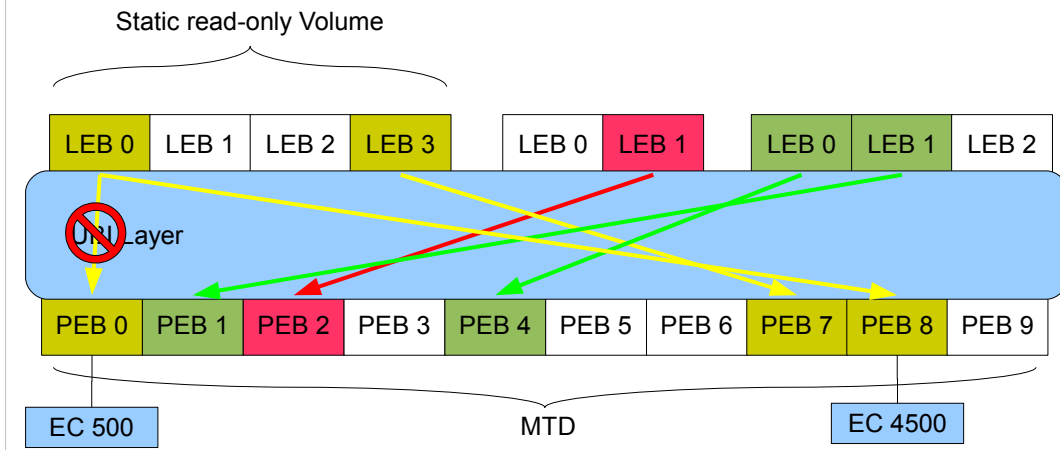 Static read-only Volume
LEB 0 LEB 1 LEB 2 LEB 3 LEB 0 LEB 1 LEB 0 LEB 1 LEB 2
UBI Layer
PEB 0 PEB 1 PEB 2 PEB 3 PEB 4 PEB 5 PEB 6 PEB 7 PEB 8 PEB 9
EC 500 MTD EC 4500